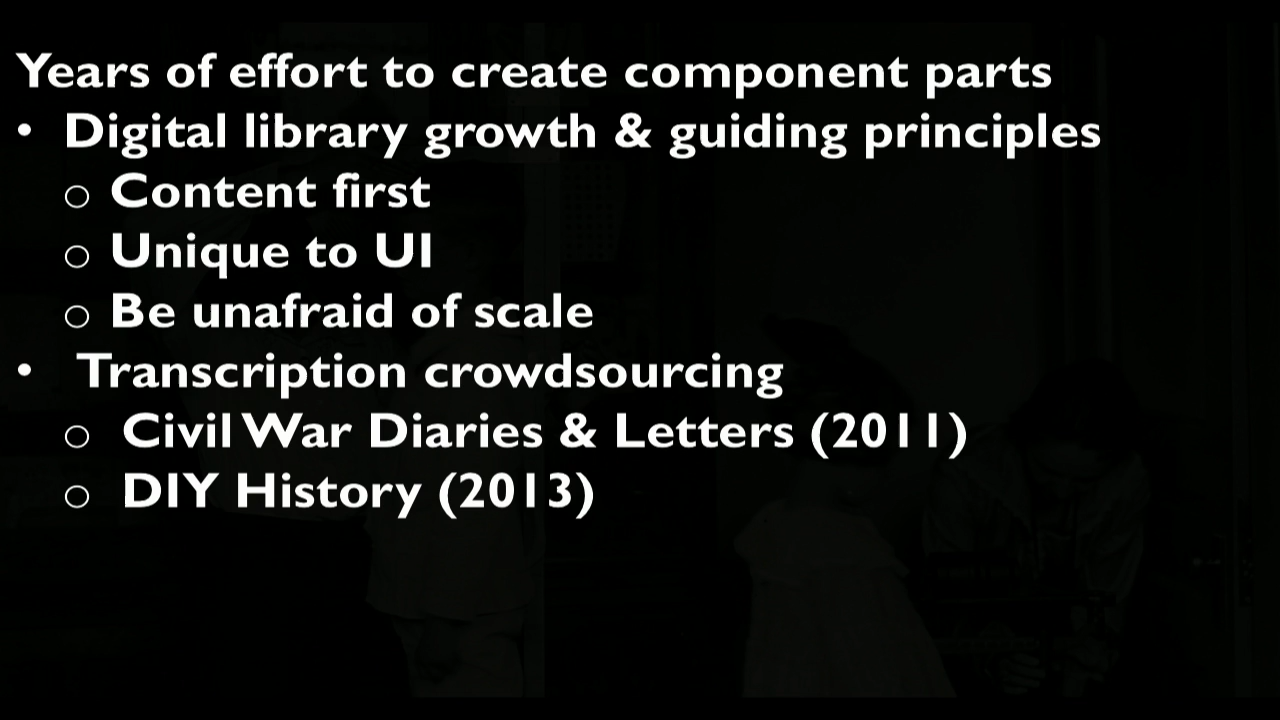 Years of effort to create component parts
• Digital library growth & guiding principles
o Content first
o Unique to UI
o Be unafraid of scale
• Transcription crowdsourcing
o Civil War Diaries & Letters (2011)
o DIY History (2013)